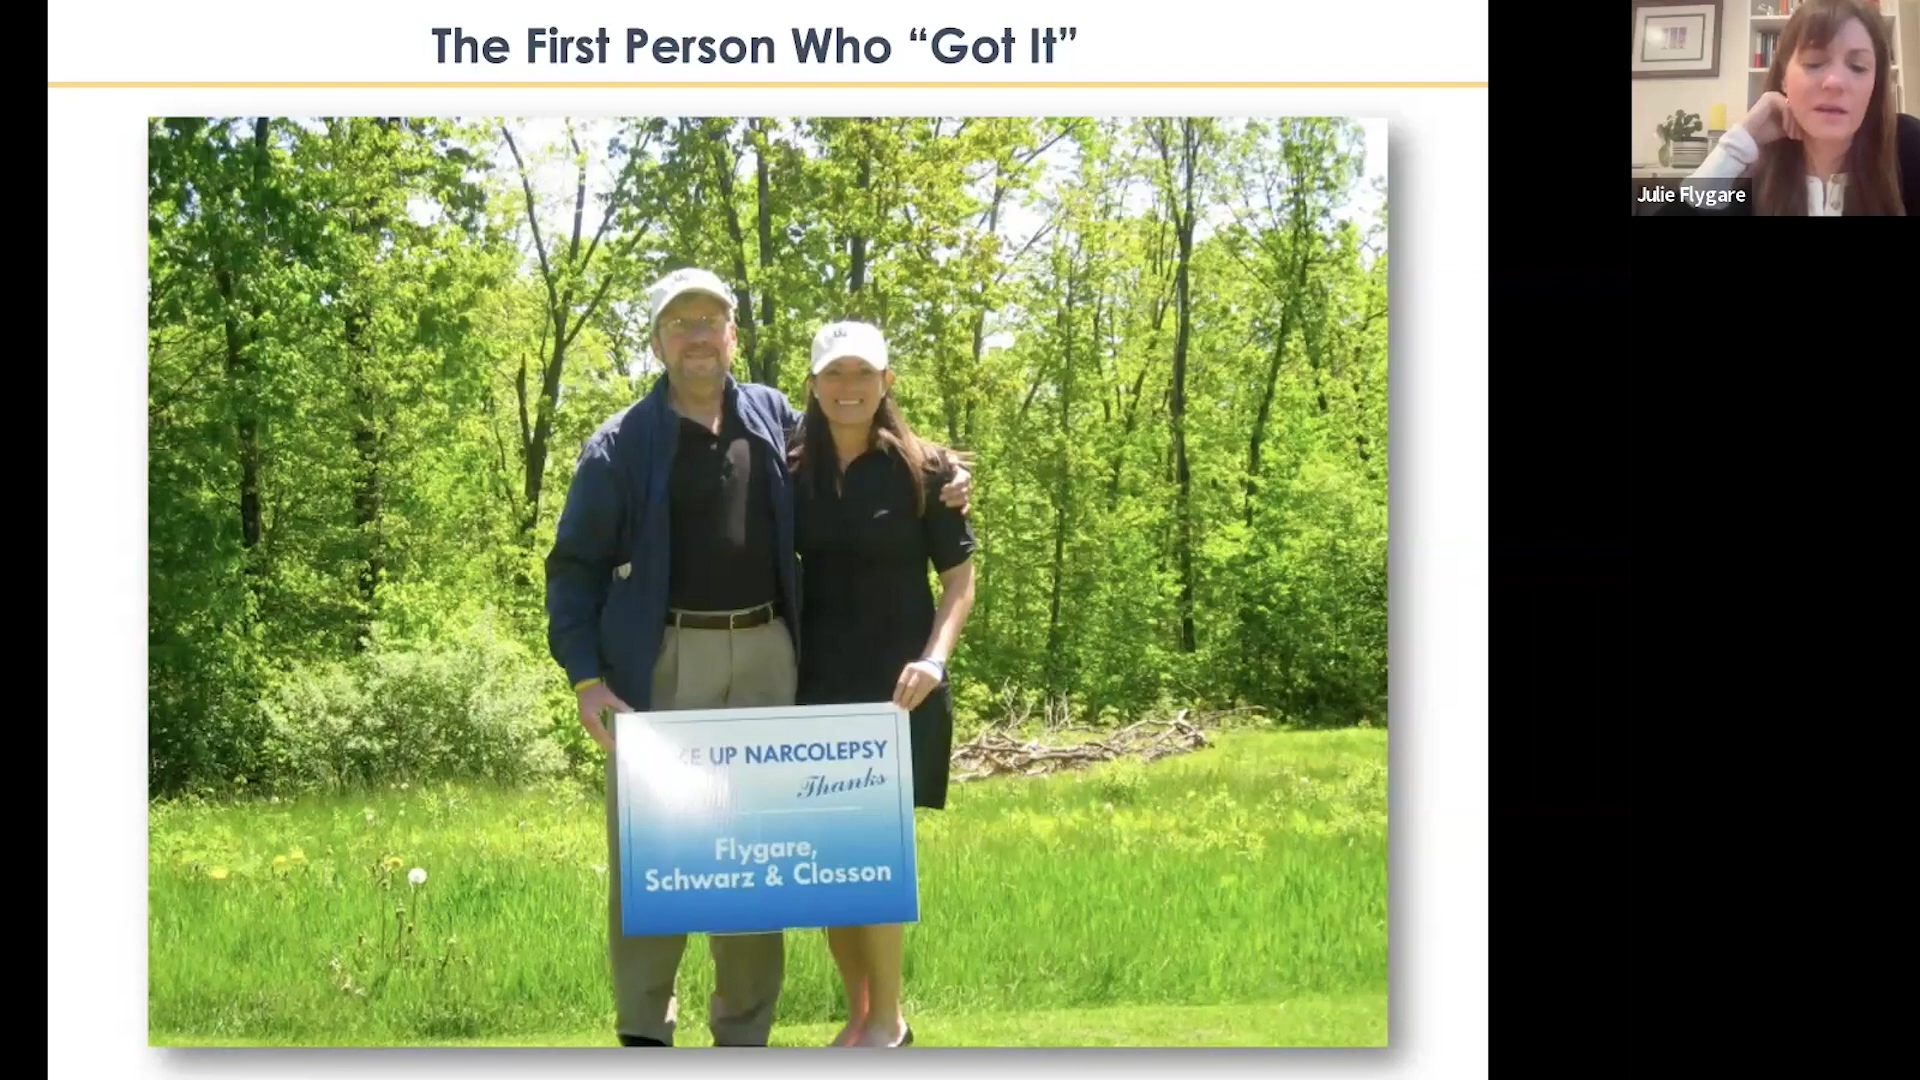 The First Person Who “Got It”
Julie Flygare
KE UP NARCOLEPSY
Thanks
Flygare,
Schwarz & Closson